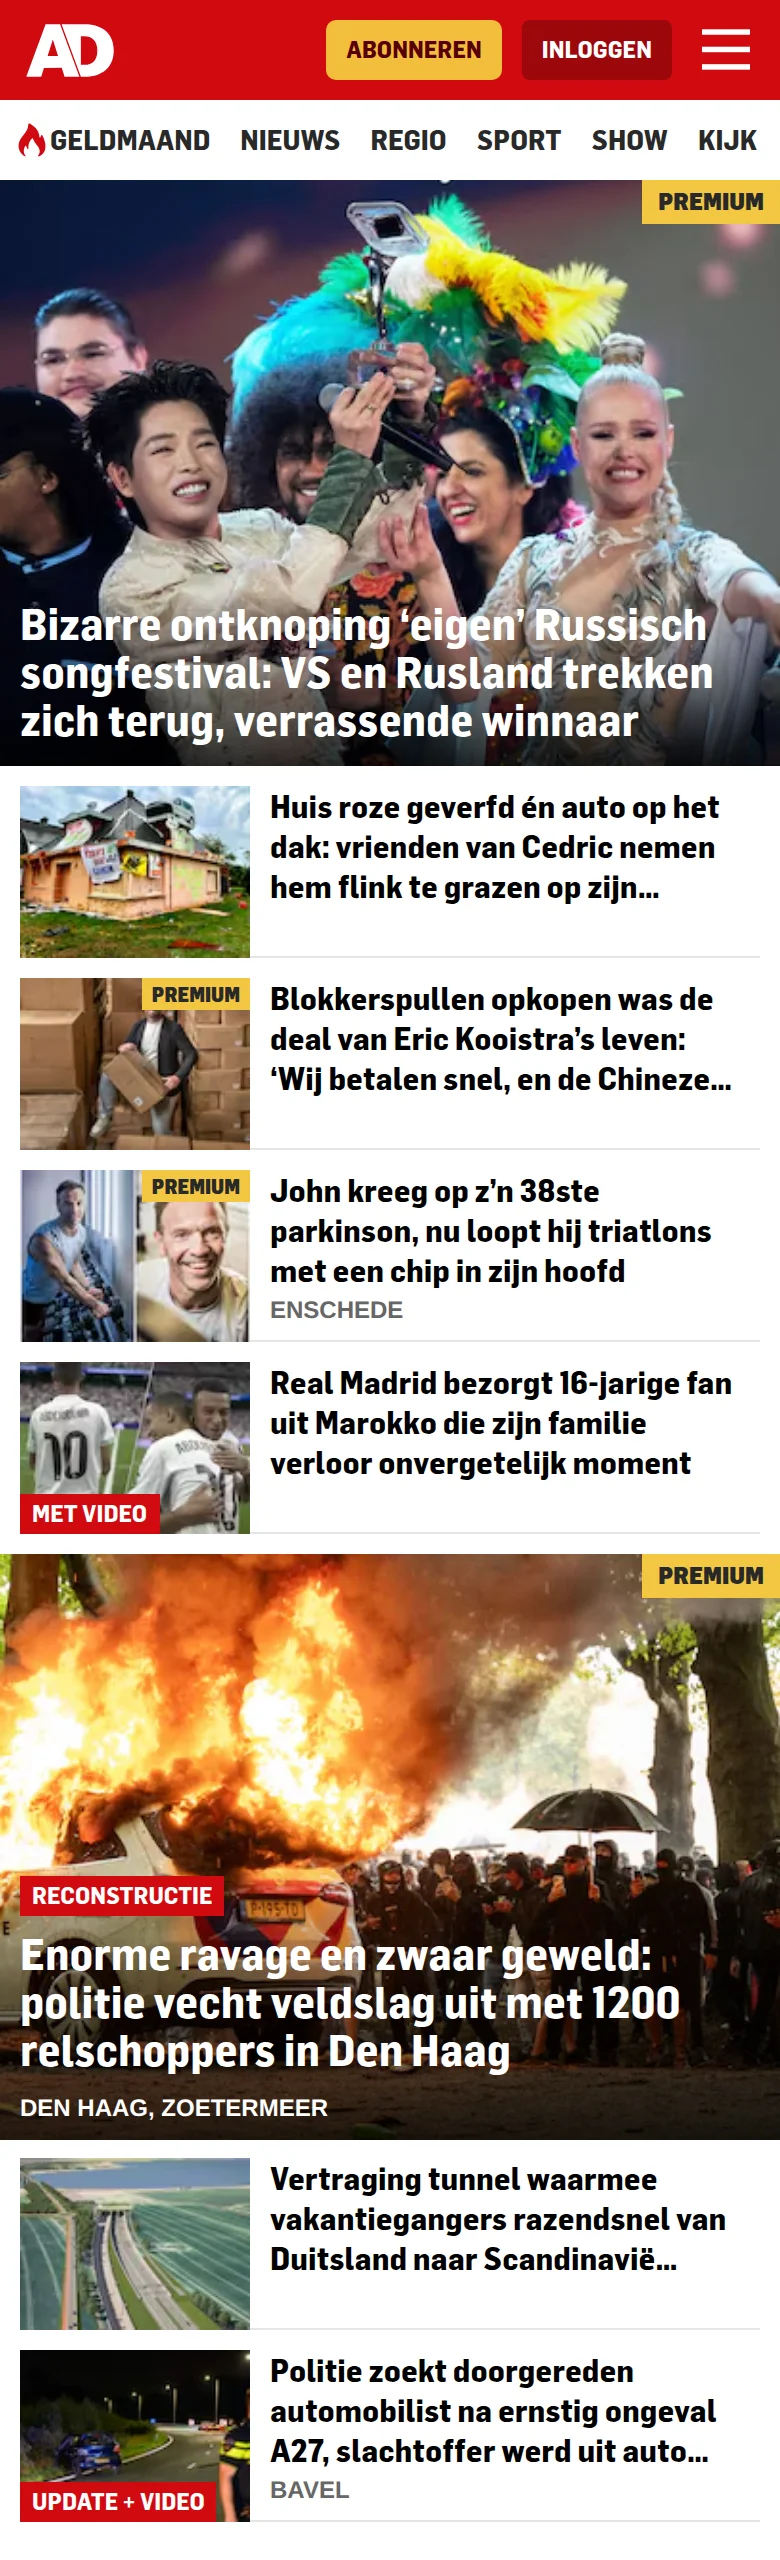 AD
ABONNEREN
INLOGGEN
GELDMAAND NIEUWS REGIO SPORT SHOW KIJK
PREMIUM
Bizarre ontknoping ‘eigen’ Russisch
songfestival: VS en Rusland trekken
zich terug, verrassende winnaar
Huis roze geverfd én auto op het
dak: vrienden van Cedric nemen
hem flink te grazen op zijn...
PREMIUM
Blokkerspullen opkopen was de
deal van Eric Kooistra’s leven:
‘Wij betalen snel, en de Chineze...
PREMIUM
John kreeg op z’n 38ste
parkinson, nu loopt hij triatlons
met een chip in zijn hoofd
ENSCHEDE
10
MET VIDEO
Real Madrid bezorgt 16-jarige fan
uit Marokko die zijn familie
verloor onvergetelijk moment
PREMIUM
P-195-TD
RECONSTRUCTIE
Enorme ravage en zwaar geweld:
politie vecht veldslag uit met 1200
relschoppers in Den Haag
DEN HAAG, ZOETERMEER
Vertraging tunnel waarmee
vakantiegangers razendsnel van
Duitsland naar Scandinavië...
UPDATE + VIDEO
Politie zoekt doorgereden
automobilist na ernstig ongeval
A27, slachtoffer werd uit auto...
BAVEL